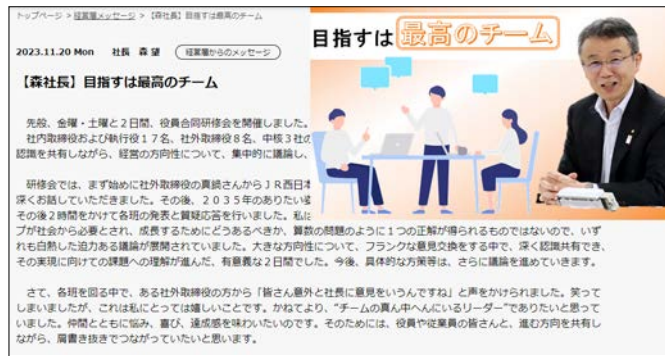 トップページ > 経営層メッセージ > 【森社長】目指すは最高のチーム
目指すは 最高のチーム
2023.11.20 Mon 社長 森 望 経営層からのメッセージ
【森社長】目指すは最高のチーム
先般、金曜・土曜と2日間、役員合同研修会を開催しました。
社内取締役および執行役17名、社外取締役8名、中核3社の
認識を共有しながら、経営の方向性について、集中的に議論し、
研修会では、まず始めに社外取締役の真鍋さんからJR西日本
深くお話していただきました。その後、2035年のありたい姿
その後2時間をかけて各班の発表と質疑応答を行いました。私に
プが社会から必要とされ、成長するためにどうあるべきか、算数の問題のように1つの正解が得られるものではないので、いず
れも白熱した迫力ある議論が展開されていました。大きな方向性について、フランクな意見交換をする中で、深く認識共有でき、
その実現に向けての課題への理解が進んだ、有意義な2日間でした。今後、具体的な方策等は、さらに議論を進めていきます。
さて、各班を回る中で、ある社外取締役の方から「皆さん意外と社長に意見をいうんですね」と声をかけられました。笑って
しまいましたが、これは私にとっては嬉しいことです。かねてより、“チームの真ん中へんにいるリーダー”でありたいと思って
いました。仲間とともに悩み、喜び、達成感を味わいたいのです。そのためには、役員や従業員の皆さんと、進む方向を共有し
ながら、肩書き抜きでつながっていたいと思います。